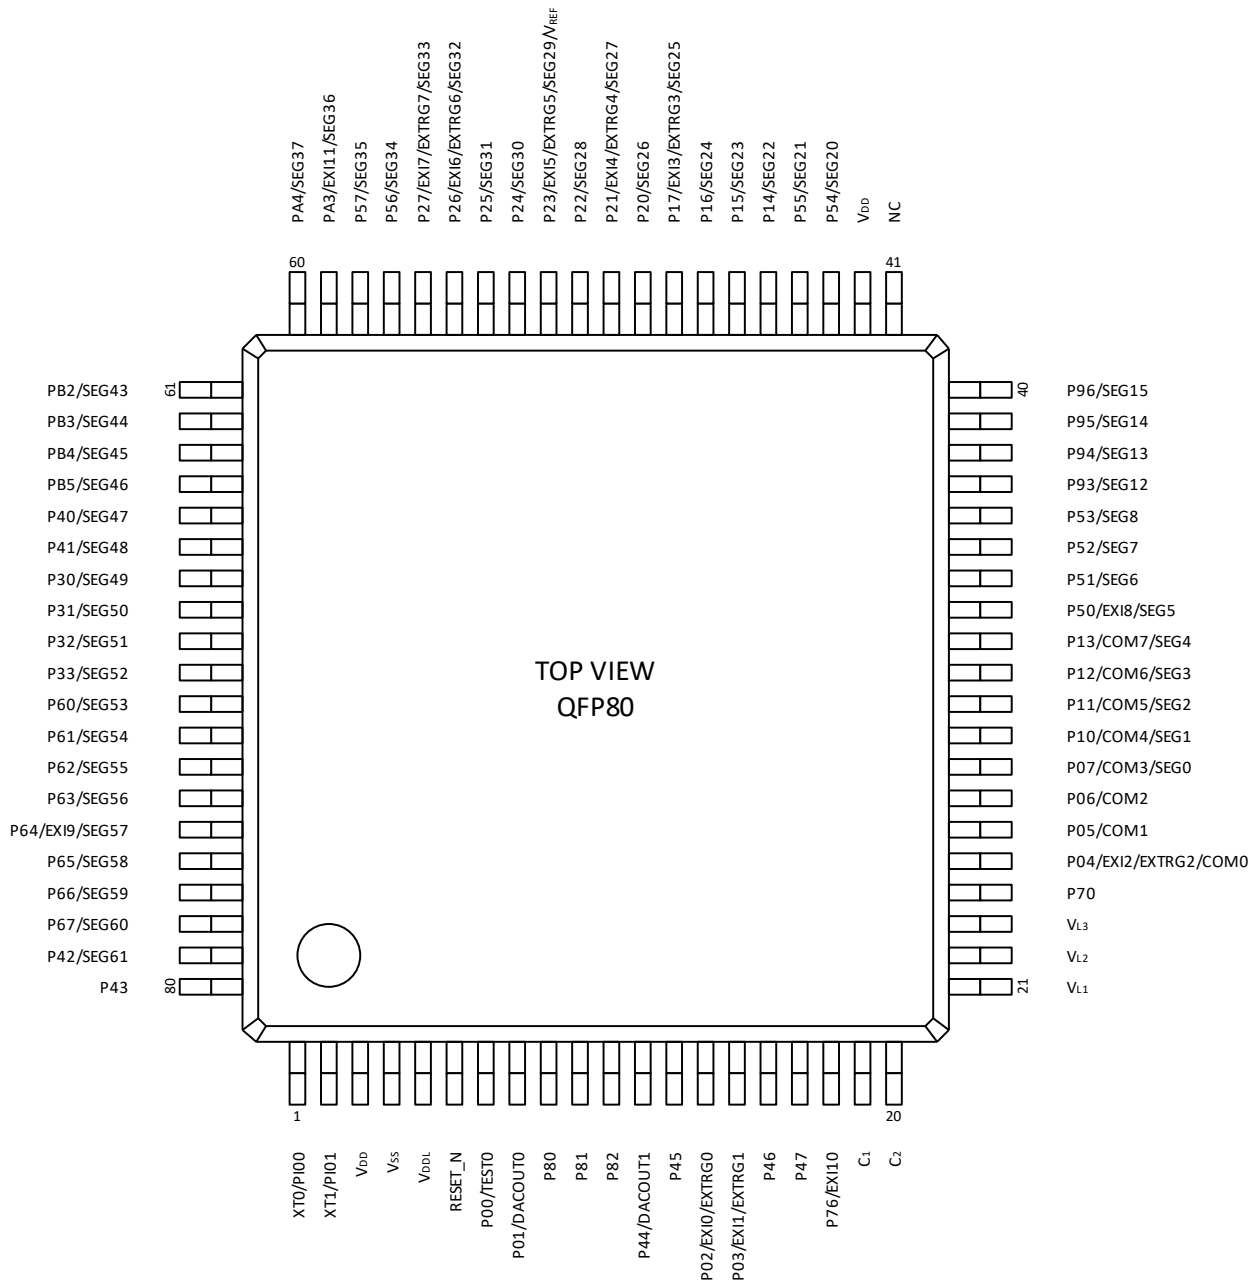 PA4/SEG37
PA3/EXI11/SEG36
P57/SEG35
P56/SEG34
P27/EXI7/EXTRG7/SEG33
P26/EXI6/EXTRG6/SEG32
P25/SEG31
P24/SEG30
P23/EXI5/EXTRG5/SEG29/VREF
P22/SEG28
P21/EXI4/EXTRG4/SEG27
P20/SEG26
P17/EXI3/EXTRG3/SEG25
P16/SEG24
P15/SEG23
P14/SEG22
P55/SEG21
P54/SEG20
VDD
NC
60
41
PB2/SEG43
PB3/SEG44
PB4/SEG45
PB5/SEG46
P40/SEG47
P41/SEG48
P30/SEG49
P31/SEG50
P32/SEG51
P33/SEG52
P60/SEG53
P61/SEG54
P62/SEG55
P63/SEG56
P64/EXI9/SEG57
P65/SEG58
P66/SEG59
P67/SEG60
P42/SEG61
P43
61
80
TOP VIEW
QFP80
40
21
P96/SEG15
P95/SEG14
P94/SEG13
P93/SEG12
P53/SEG8
P52/SEG7
P51/SEG6
P50/EXI8/SEG5
P13/COM7/SEG4
P12/COM6/SEG3
P11/COM5/SEG2
P10/COM4/SEG1
P07/COM3/SEG0
P06/COM2
P05/COM1
P04/EXI2/EXTRG2/COM0
P70
VL3
VL2
VL1
1
20
XT0/PI00
XT1/PI01
VDD
VSS
VDDL
RESET_N
P00/TEST0
P01/DACOUT0
P80
P81
P82
P44/DACOUT1
P45
P02/EXI0/EXTRG0
P03/EXI1/EXTRG1
P46
P47
P76/EXI10
C1
C2